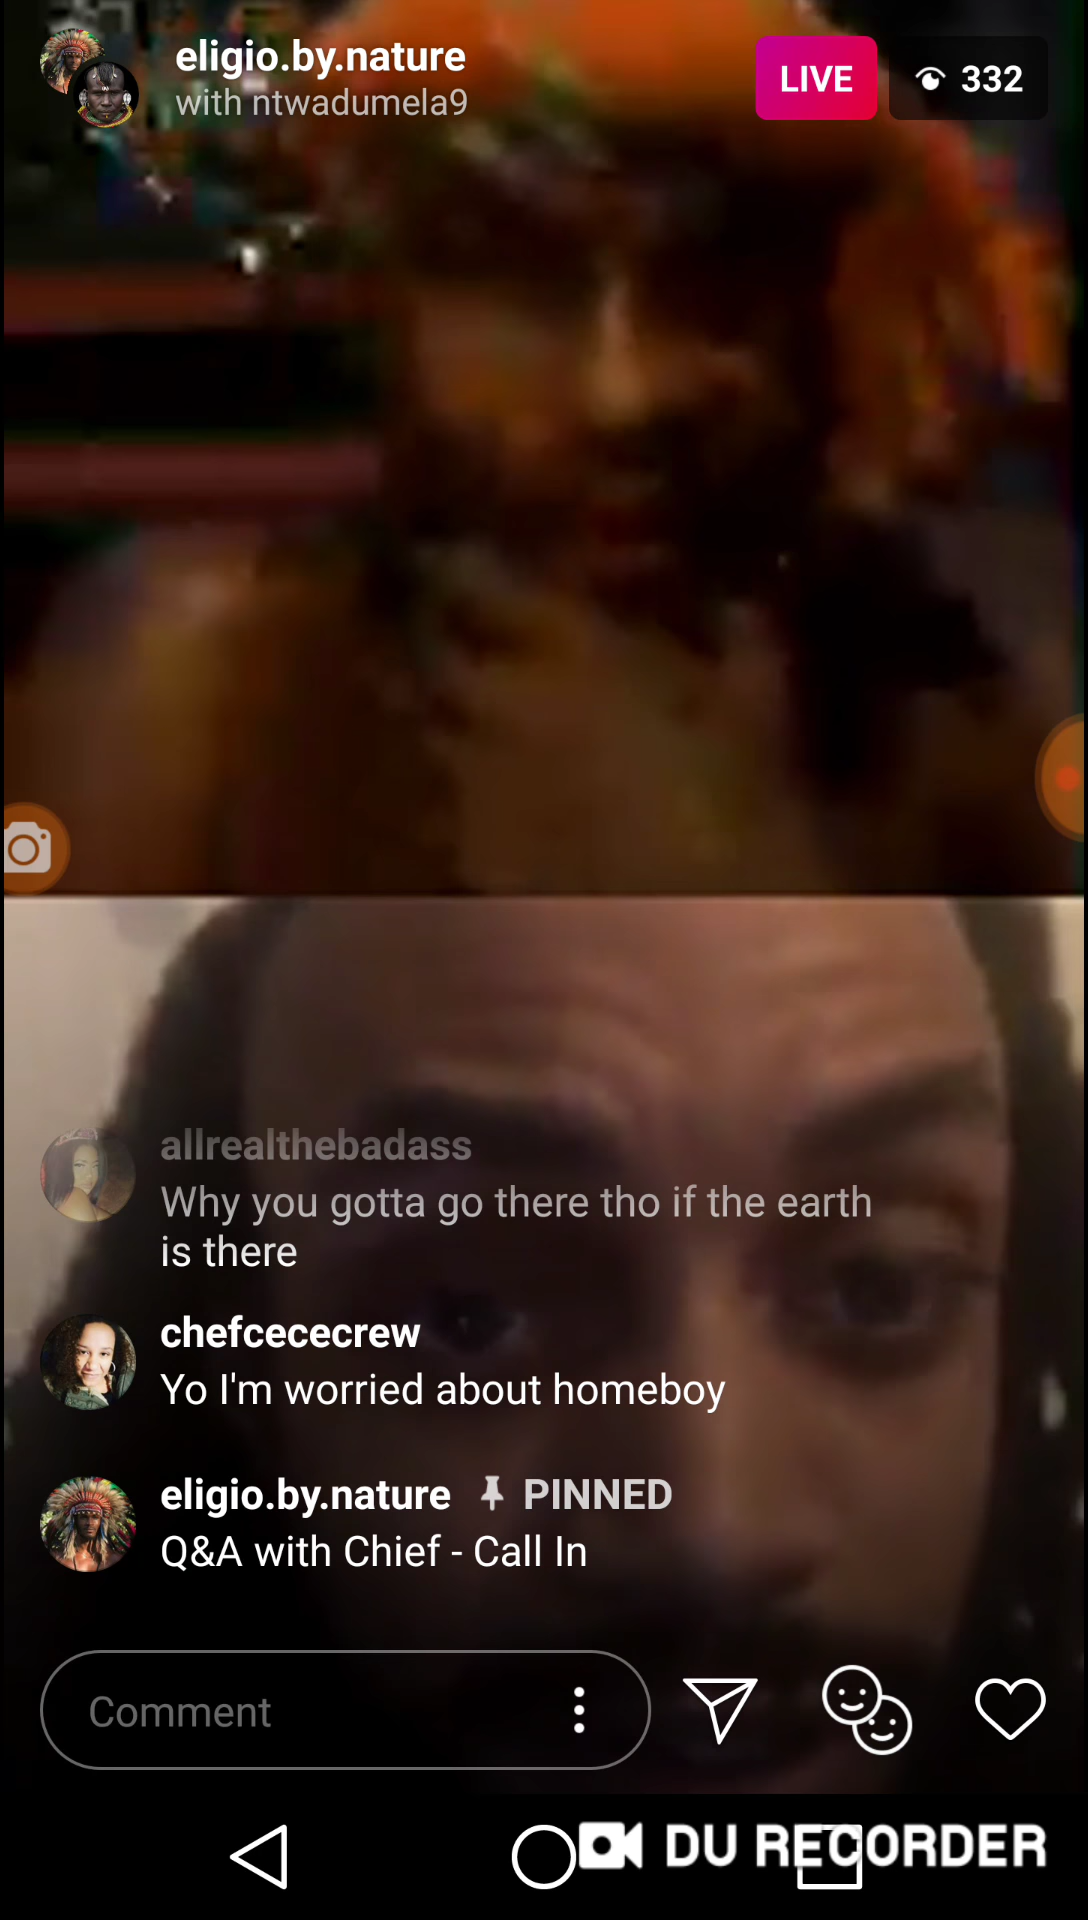 eligio.by.nature
with ntwadumela9
LIVE
332
allrealthebadass
Why you gotta go there tho if the earth
is there
chefcececrew
Yo I'm worried about homeboy
eligio.by.nature PINNED
Q&A with Chief - Call In
Comment
DU RECORDER